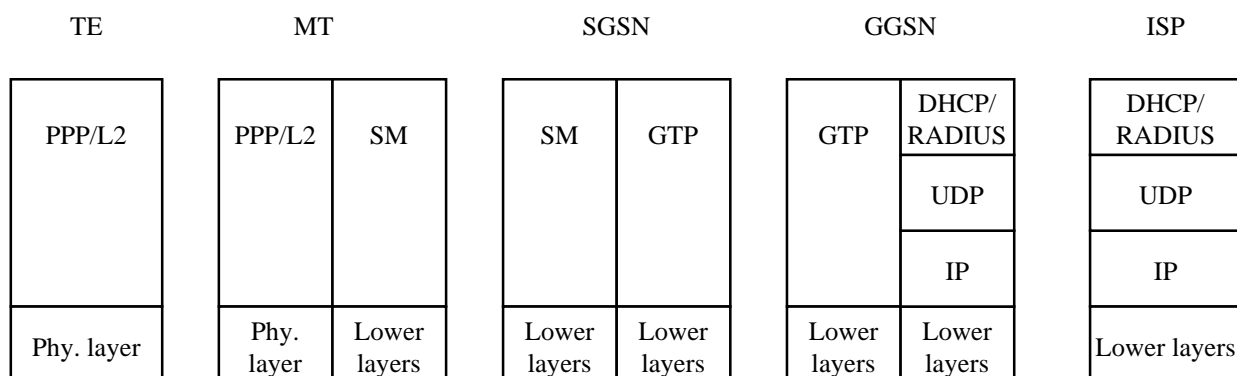 TE
MT
SGSN
GGSN
ISP
PPP/L2
PPP/L2
SM
SM
GTP
GTP
DHCP/
RADIUS
UDP
IP
DHCP/
RADIUS
UDP
IP
Phy. layer
Phy.
layer
Lower
layers
Lower
layers
Lower
layers
Lower
layers
Lower
layers
Lower layers